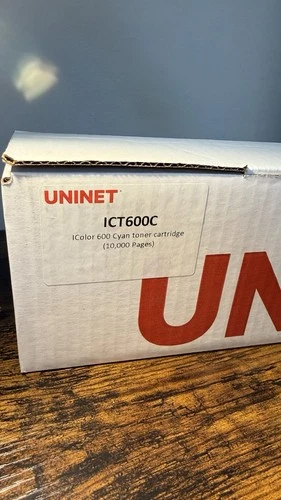 UNINET
ICT600C
IColor 600 Cyan toner cartridge
(10,000 Pages)
UN